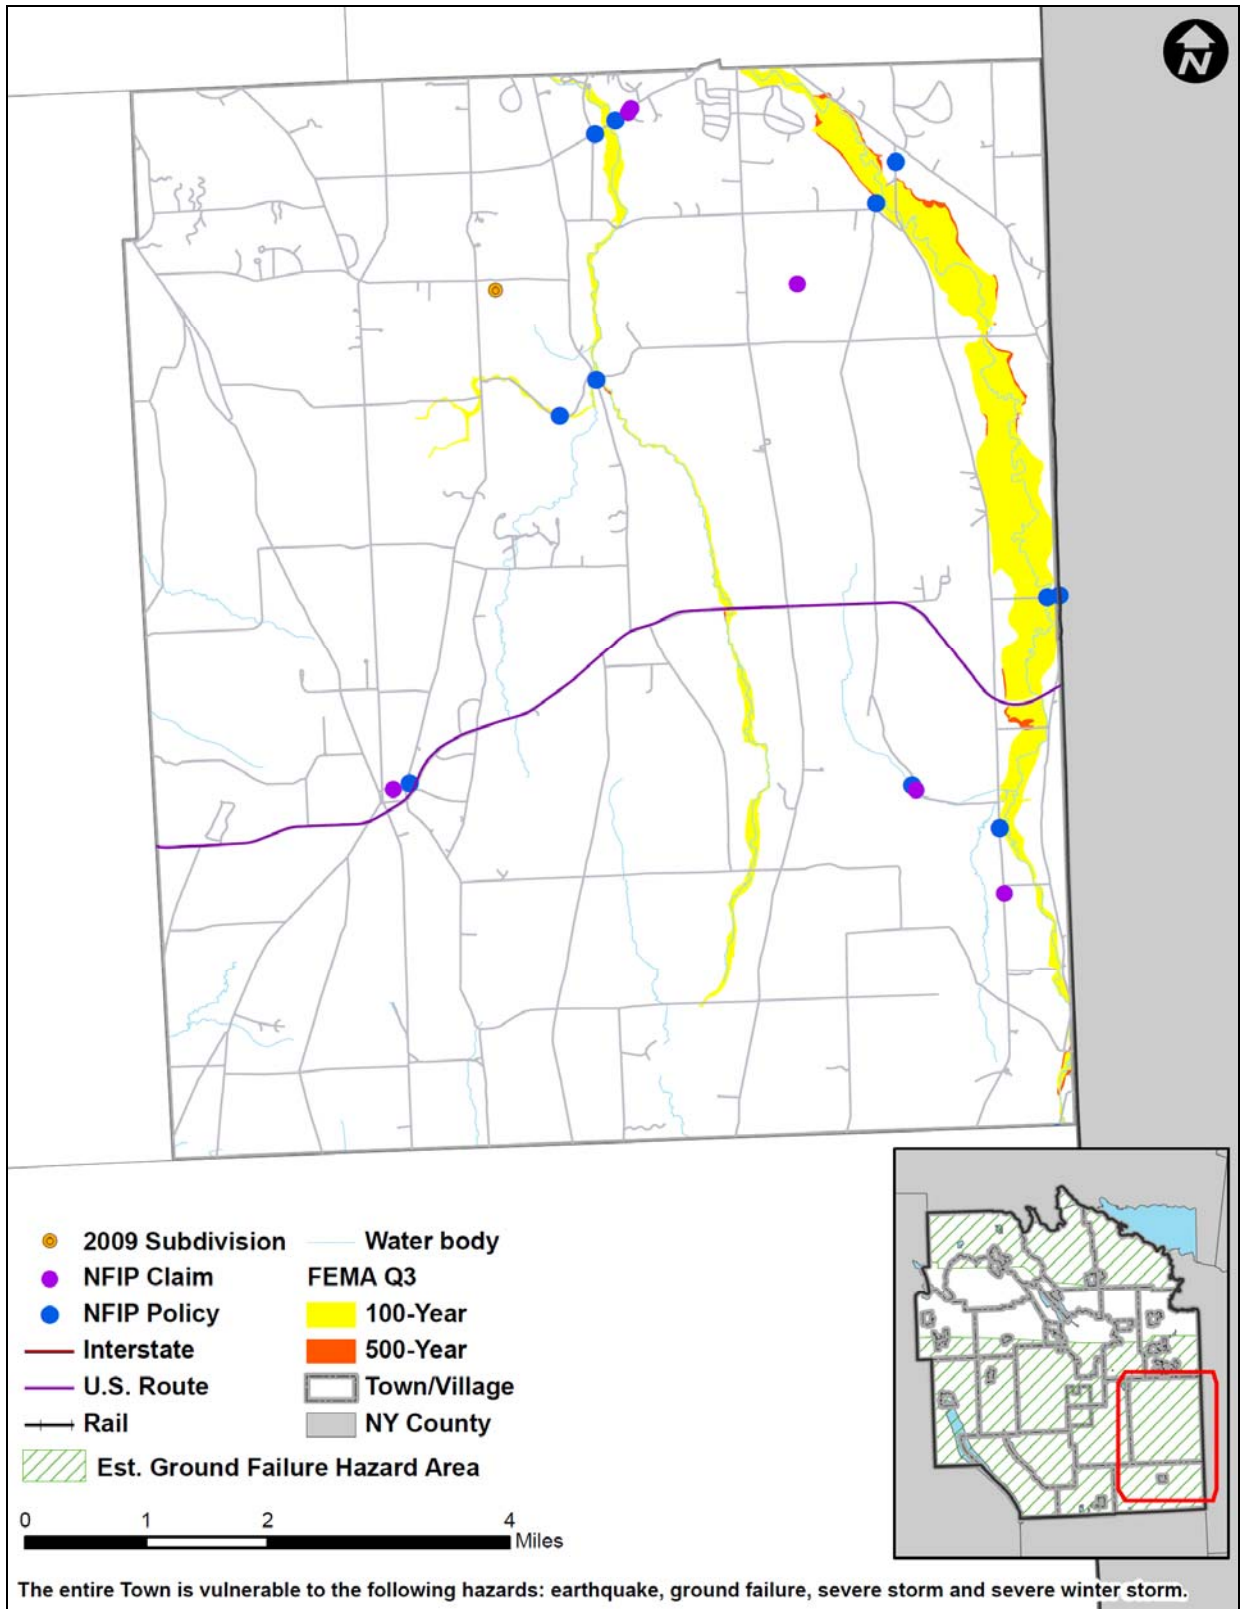 N
2009 Subdivision
NFIP Claim
NFIP Policy
Interstate
U.S. Route
Rail
Est. Ground Failure Hazard Area
Water body
FEMA Q3
100-Year
500-Year
Town/Village
NY County
0 1 2 4
Miles
The entire Town is vulnerable to the following hazards: earthquake, ground failure, severe storm and severe winter storm.